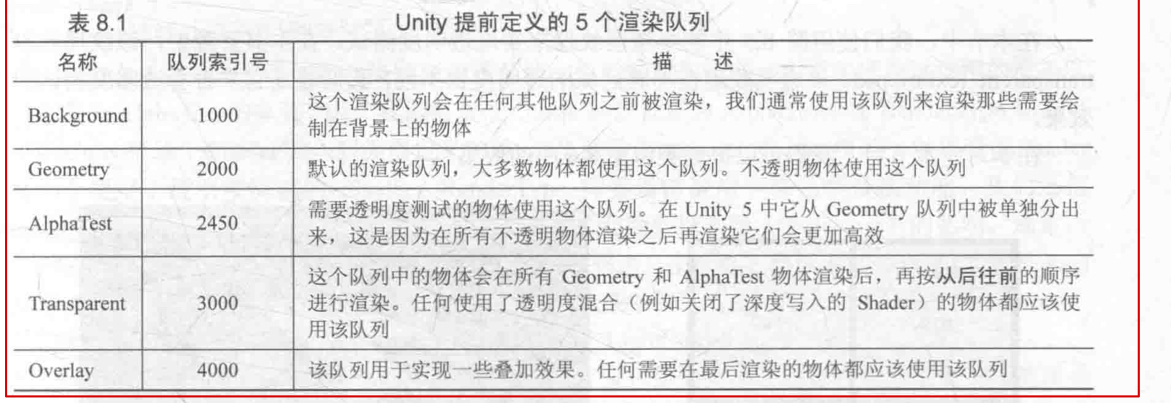 表 8.1 Unity 提前定义的 5 个渲染队列
名称 队列索引号 描 述
Background 1000 这个渲染队列会在任何其他队列之前被渲染，我们通常使用该队列来渲染那些需要绘
制在背景上的物体
Geometry 2000 默认的渲染队列，大多数物体都使用这个队列。不透明物体使用这个队列
AlphaTest 2450 需要透明度测试的物体使用这个队列。在 Unity 5 中它从 Geometry 队列中被单独分出
来，这是因为在所有不透明物体渲染之后再渲染它们会更加高效
Transparent 3000 这个队列中的物体会在所有 Geometry 和 AlphaTest 物体渲染后，再按从后往前的顺序
进行渲染。任何使用了透明度混合（例如关闭了深度写入的 Shader）的物体都应该使
用该队列
Overlay 4000 该队列用于实现一些叠加效果。任何需要在最后渲染的物体都应该使用该队列